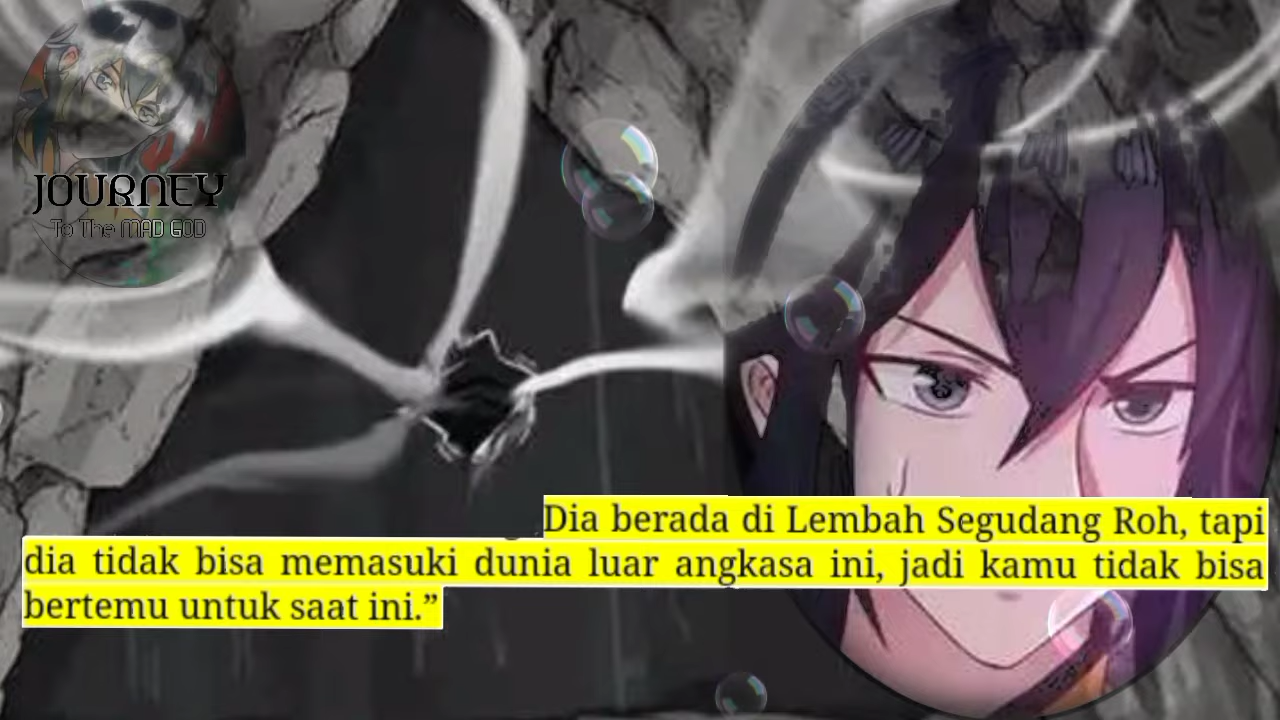 JOURNEY
To The MAD GOD
Dia berada di Lembah Segudang Roh, tapi
dia tidak bisa memasuki dunia luar angkasa ini, jadi kamu tidak bisa
bertemu untuk saat ini.”